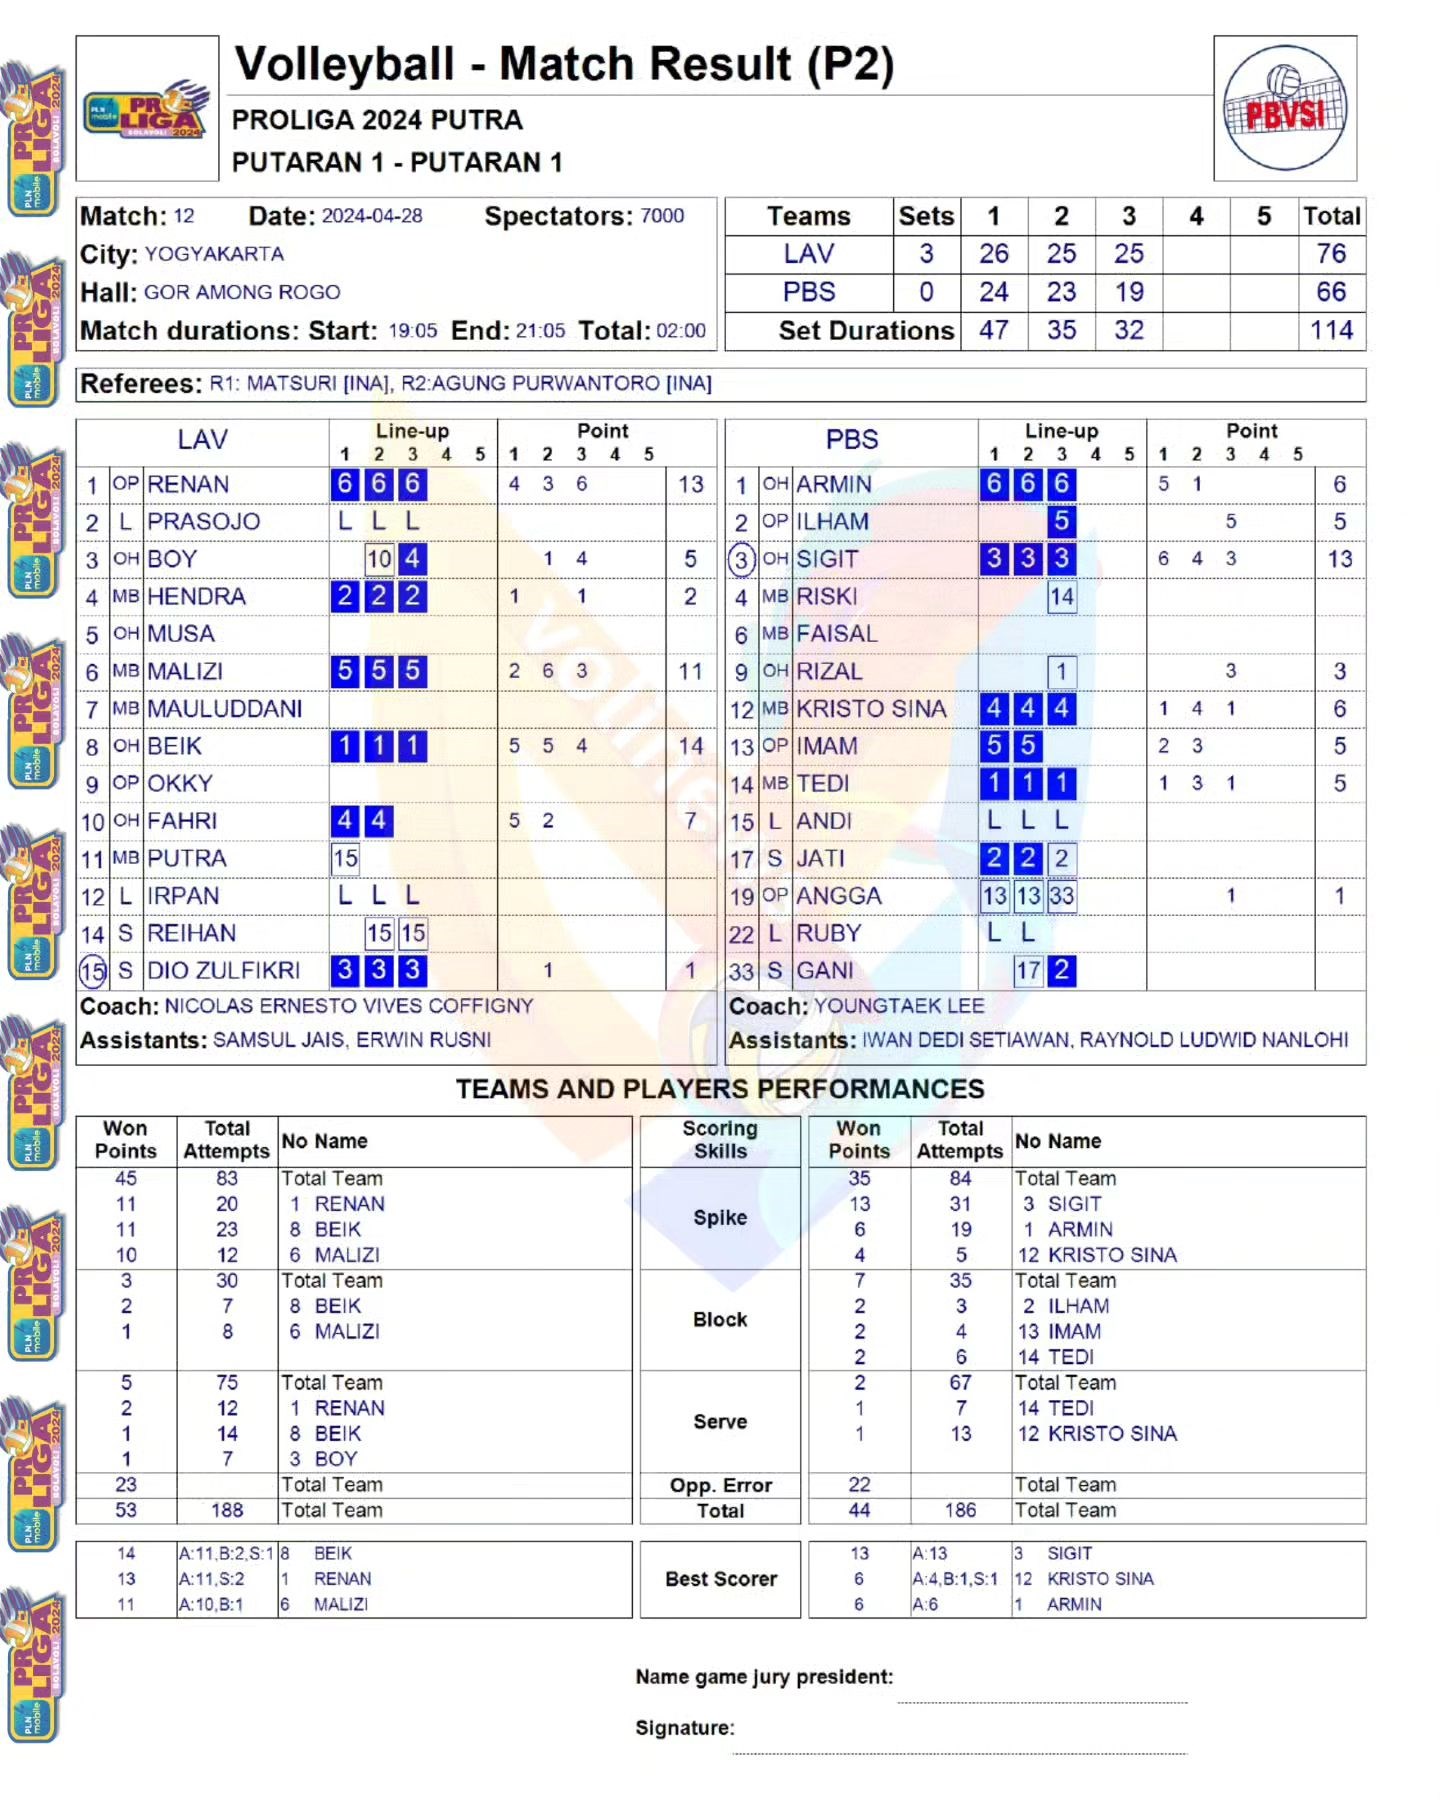 Volleyball - Match Result (P2)
PROLIGA 2024 PUTRA
PUTARAN 1 - PUTARAN 1
PLN mobile PROLIGA BOLAVOLI 2024
PBVSI
Match: 12 Date: 2024-04-28 Spectators: 7000
City: YOGYAKARTA
Hall: GOR AMONG ROGO
Match durations: Start: 19:05 End: 21:05 Total: 02:00
Teams Sets 1 2 3 4 5 Total
LAV 3 26 25 25 76
PBS 0 24 23 19 66
Set Durations 47 35 32 114
Referees: R1: MATSURI [INA], R2:AGUNG PURWANTORO [INA]
LAV Line-up Point
1 2 3 4 5 1 2 3 4 5
1 OP RENAN 6 6 6 4 3 6 13
2 L PRASOJO L L L
3 OH BOY 10 4 1 4 5
4 MB HENDRA 2 2 2 1 1 2
5 OH MUSA
6 MB MALIZI 5 5 5 2 6 3 11
7 MB MAULUDDANI
8 OH BEIK 1 1 1 5 5 4 14
9 OP OKKY
10 OH FAHRI 4 4 5 2 7
11 MB PUTRA 15
12 L IRPAN L L L
14 S REIHAN 15 15
15 S DIO ZULFIKRI 3 3 3 1 1
Coach: NICOLAS ERNESTO VIVES COFFIGNY
Assistants: SAMSUL JAIS, ERWIN RUSNI
PBS Line-up Point
1 2 3 4 5 1 2 3 4 5
1 OH ARMIN 6 6 6 5 1 6
2 OP ILHAM 5 5 5
3 OH SIGIT 3 3 3 6 4 3 13
4 MB RISKI 14
6 MB FAISAL
9 OH RIZAL 1 3 3
12 MB KRISTO SINA 4 4 4 1 4 1 6
13 OP IMAM 5 5 2 3 5
14 MB TEDI 1 1 1 1 3 1 5
15 L ANDI L L L
17 S JATI 2 2 2
19 OP ANGGA 13 13 33 1 1
22 L RUBY L L
33 S GANI 17 2
Coach: YOUNGTAEK LEE
Assistants: IWAN DEDI SETIAWAN, RAYNOLD LUDWID NANLOHI
TEAMS AND PLAYERS PERFORMANCES
Won Points Total Attempts No Name Scoring Skills Won Points Total Attempts No Name
45 83 Total Team Spike 35 84 Total Team
11 20 1 RENAN 13 31 3 SIGIT
11 23 8 BEIK 6 19 1 ARMIN
10 12 6 MALIZI 4 5 12 KRISTO SINA
3 30 Total Team Block 7 35 Total Team
2 7 8 BEIK 2 3 2 ILHAM
1 8 6 MALIZI 2 4 13 IMAM
2 6 14 TEDI
5 75 Total Team Serve 2 67 Total Team
2 12 1 RENAN 1 7 14 TEDI
1 14 8 BEIK 1 13 12 KRISTO SINA
1 7 3 BOY
23 Total Team Opp. Error 22 Total Team
53 188 Total Team Total 44 186 Total Team
14 A:11,B:2,S:1 8 BEIK Best Scorer 13 A:13 3 SIGIT
13 A:11,S:2 1 RENAN 6 A:4,B:1,S:1 12 KRISTO SINA
11 A:10,B:1 6 MALIZI 6 A:6 1 ARMIN
Name game jury president:
Signature: